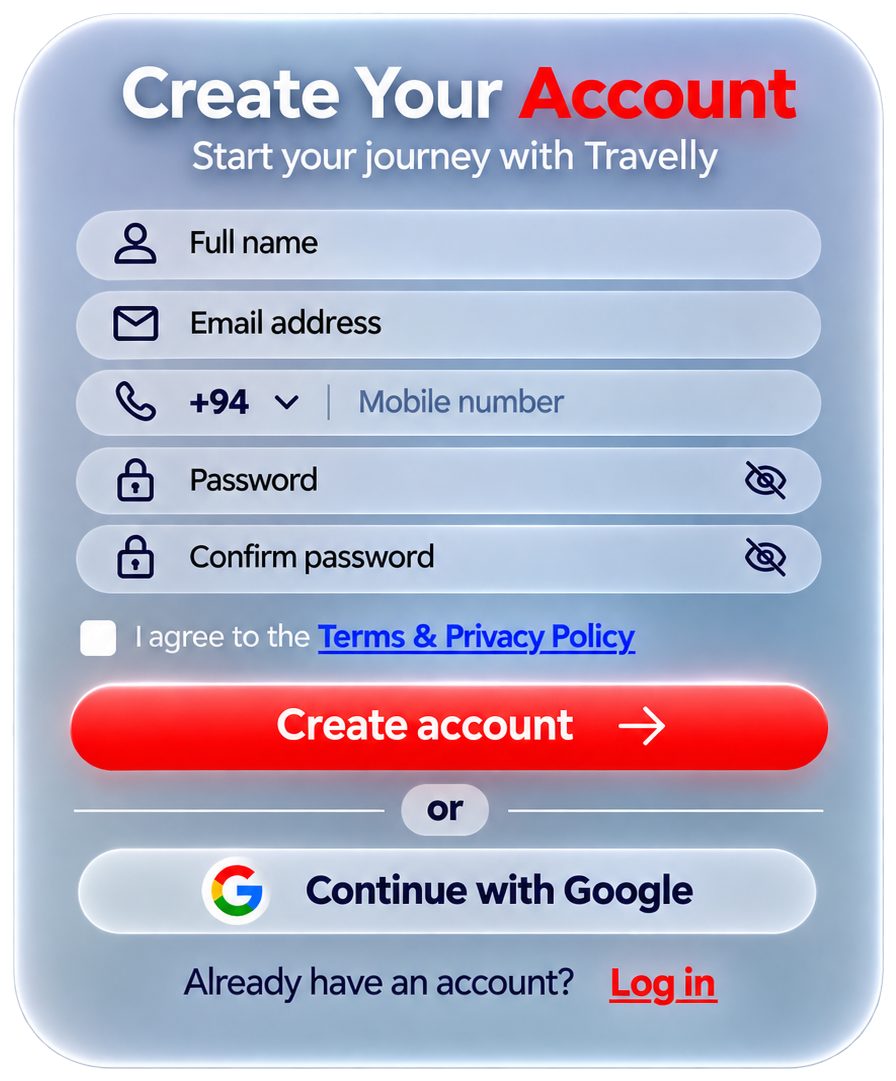 Create Your Account
Start your journey with Travelly
Full name
Email address
+94 Mobile number
Password
Confirm password
I agree to the Terms & Privacy Policy
Create account
or
Continue with Google
Already have an account? Log in